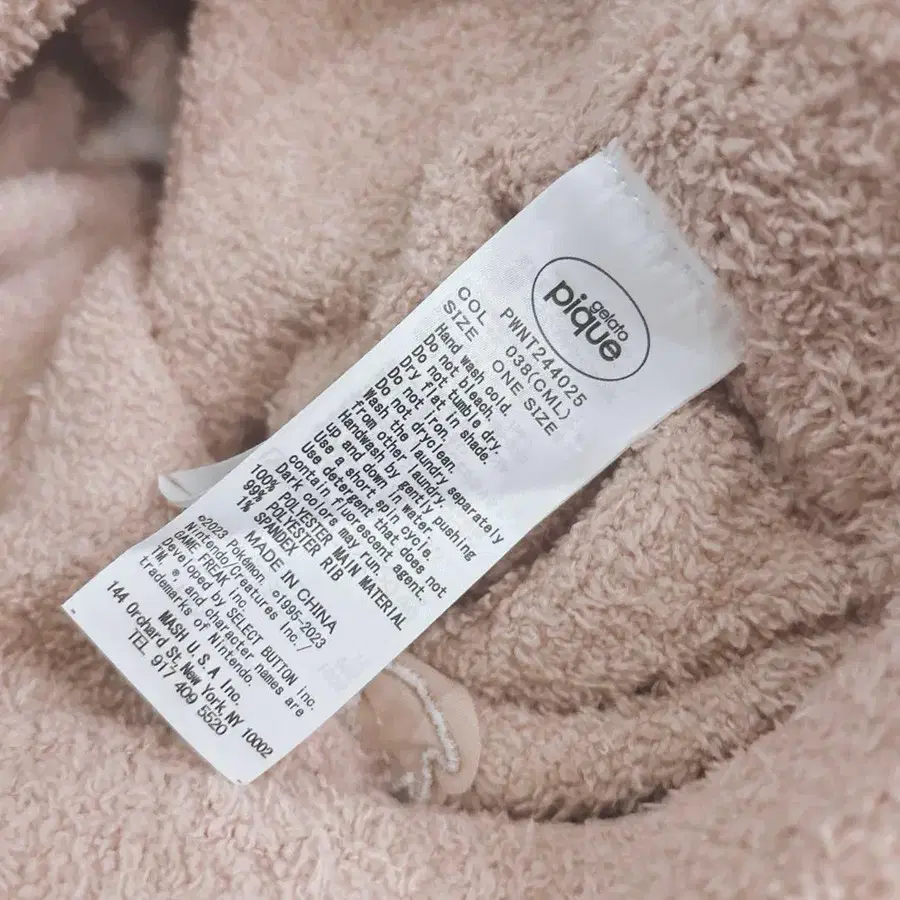 gelato
pique
PWNT244025
COL 038(CML)
SIZE ONE SIZE
Hand wash cold.
Do not bleach.
Do not tumble dry.
Dry flat in shade.
Do not iron.
Do not dryclean.
Wash the laundry separately
from other laundry.
Handwash by gently pushing
up and down in water.
Use a short spin cycle.
Use detergent that does not
contain fluorescent agent.
Dark colors may run.
100% POLYESTER MAIN MATERIAL
99% POLYESTER RIB
1% SPANDEX
MADE IN CHINA
©2023 Pokémon. ©1995-2023
Nintendo/Creatures Inc./
GAME FREAK inc.
Developed by SELECT BUTTON inc.
TM, ®, and character names are
trademarks of Nintendo.
MASH U.S.A Inc.
144 Orchard St, New York, NY 10002
TEL 917 409 5520